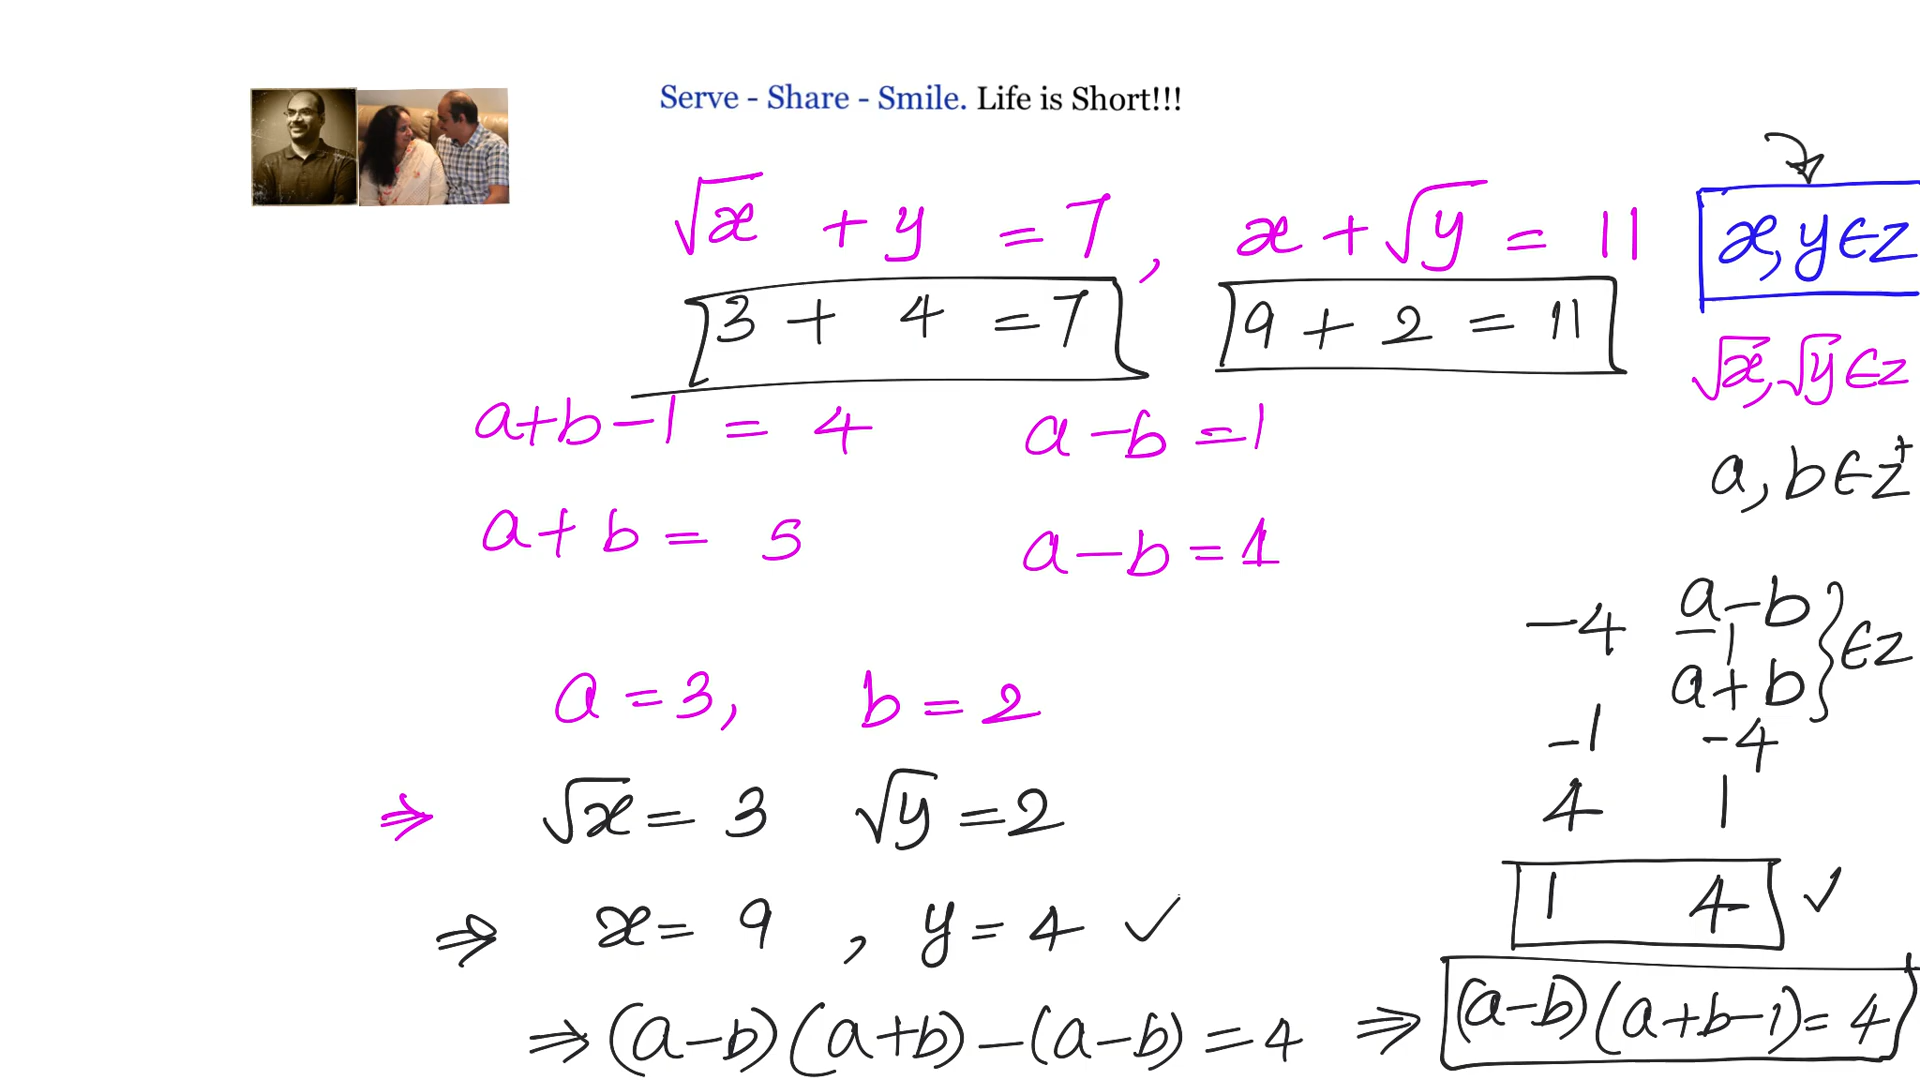 Serve - Share - Smile. Life is Short!!!
√x + y = 7, x + √y = 11
x, y ∈ z
3 + 4 = 7
9 + 2 = 11
√x, √y ∈ z
a+b-1 = 4
a-b=1
a, b ∈ z⁺
a+b = 5
a-b=1
-4
a-b
-1
a+b
} ∈ z
a=3, b=2
-1 -4
⇒ √x = 3 √y = 2
4 1
1 4 ✓
⇒ x = 9, y = 4 ✓
⇒ (a-b)(a+b)-(a-b) = 4 ⇒ (a-b)(a+b-1)=4